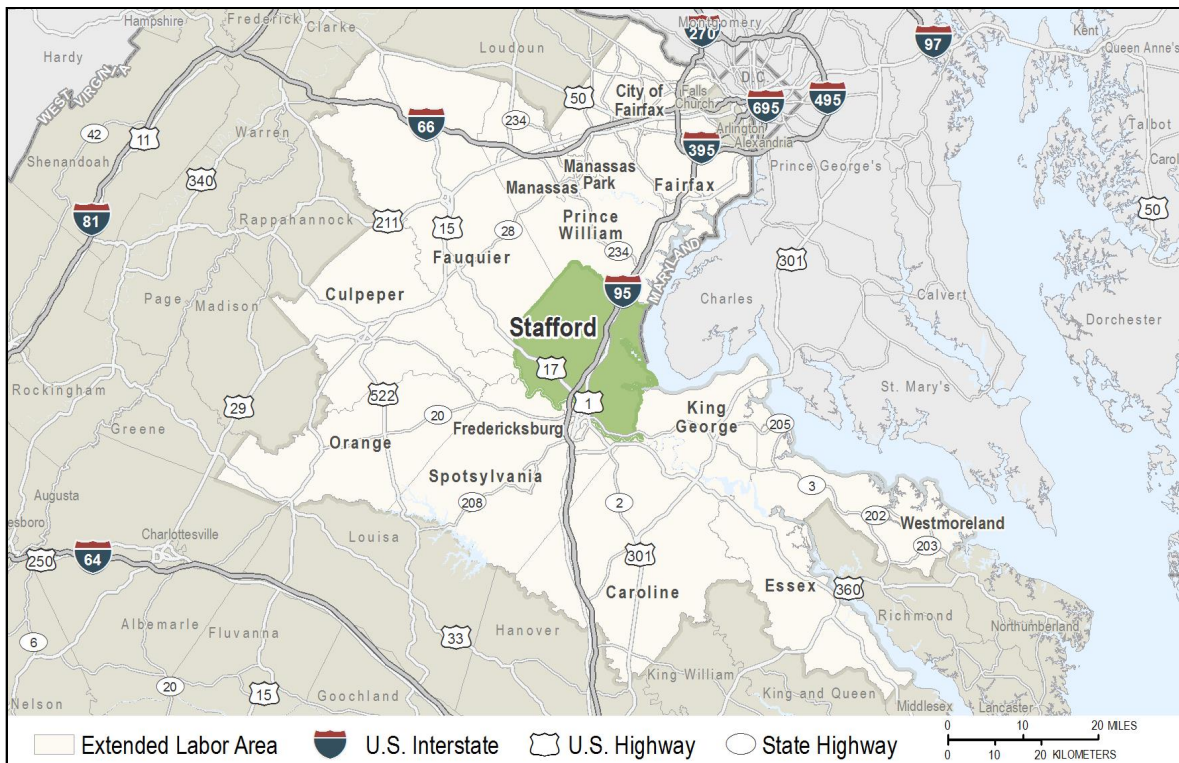 Hampshire
Frederick
Clarke
Loudoun
Montgomery
270
97
Kent
Queen Anne's
Hardy
WEST VIRGINIA
50
City of
Fairfax
Falls
Church
D.C.
695
495
42
11
66
234
Arlington
Alexandria
395
Talbot
Shenandoah
Warren
340
Manassas
Park
Manassas
Fairfax
Prince George's
81
Rappahannock
211
15
28
Prince
William
234
50
Fauquier
MARYLAND
301
Page
Madison
Culpeper
95
Charles
Calvert
Dorchester
Stafford
17
1
Rockingham
29
522
20
Fredericksburg
King
George
205
St. Mary's
Greene
Orange
Spotsylvania
208
2
3
202
Westmoreland
203
Augusta
esboro
Charlottesville
Louisa
250
64
301
Caroline
Essex
360
Richmond
Northumberland
Albemarle
Fluvanna
6
33
Hanover
King William
20
15
Nelson
Goochland
King and Queen
Middlesex
Lancaster
0 10 20 MILES
0 10 20 KILOMETERS
Extended Labor Area
U.S. Interstate
U.S. Highway
State Highway